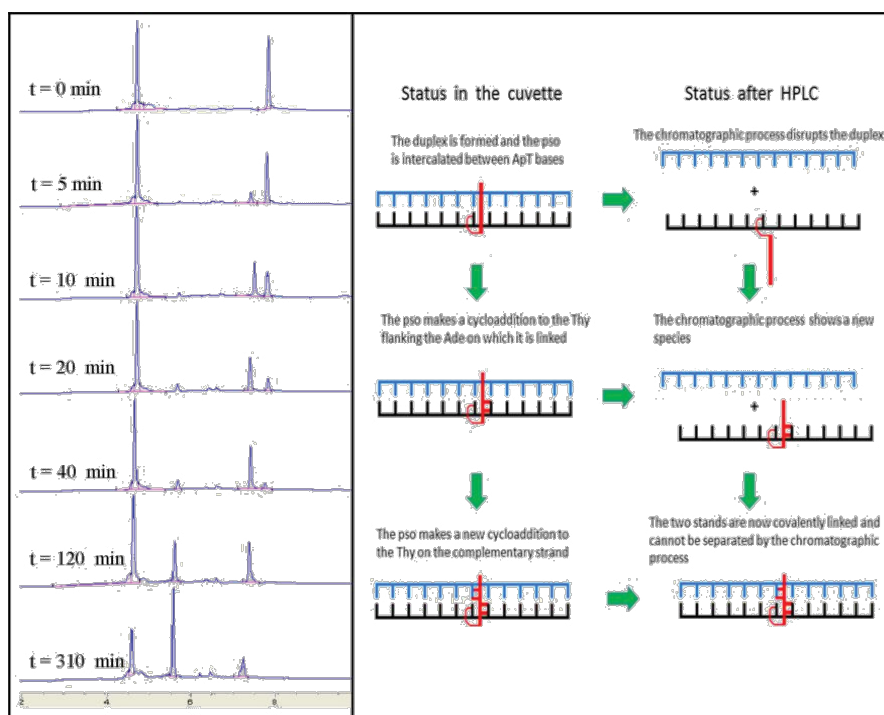 t = 0 min
t = 5 min
t = 10 min
t = 20 min
t = 40 min
t = 120 min
t = 310 min
2 4 6 8
Status in the cuvette
Status after HPLC
The duplex is formed and the pso
is intercalated between ApT bases
The chromatographic process disrupts the duplex
+
The pso makes a cycloaddition to the Thy
flanking the Ade on which it is linked
The chromatographic process shows a new
species
+
The pso makes a new cycloaddition to
the Thy on the complementary strand
The two stands are now covalently linked and
cannot be separated by the chromatographic
process